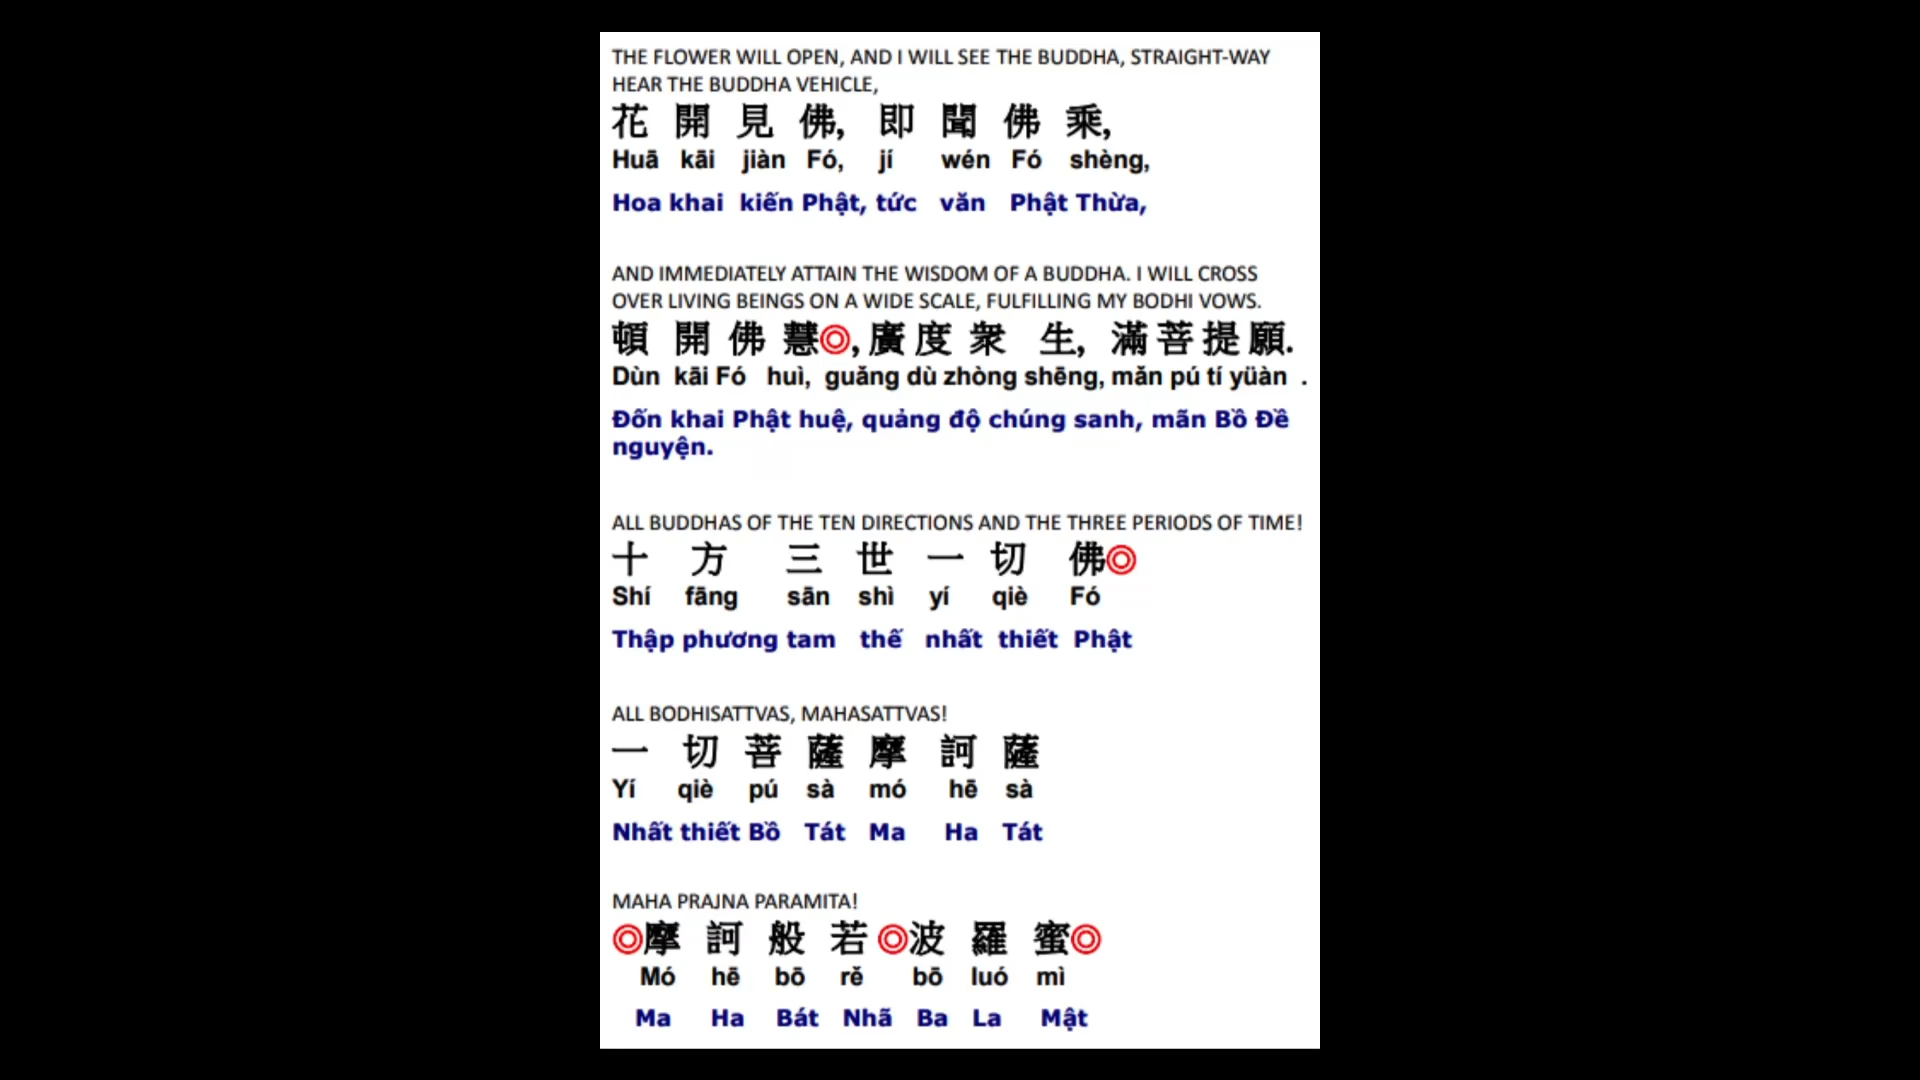 THE FLOWER WILL OPEN, AND I WILL SEE THE BUDDHA, STRAIGHT-WAY
HEAR THE BUDDHA VEHICLE,
花 開 見 佛, 即 聞 佛 乘,
Huā kāi jiàn Fó, jí wén Fó shèng,
Hoa khai kiến Phật, tức văn Phật Thừa,
AND IMMEDIATELY ATTAIN THE WISDOM OF A BUDDHA. I WILL CROSS
OVER LIVING BEINGS ON A WIDE SCALE, FULFILLING MY BODHI VOWS.
頓 開 佛 慧◎, 廣 度 衆 生, 滿 菩 提 願.
Dùn kāi Fó huì, guǎng dù zhòng shēng, mǎn pú tí yüàn .
Đốn khai Phật huệ, quảng độ chúng sanh, mãn Bồ Đề
nguyện.
ALL BUDDHAS OF THE TEN DIRECTIONS AND THE THREE PERIODS OF TIME!
十 方 三 世 一 切 佛◎
Shí fāng sān shì yí qiè Fó
Thập phương tam thế nhất thiết Phật
ALL BODHISATTVAS, MAHASATTVAS!
一 切 菩 薩 摩 訶 薩
Yí qiè pú sà mó hē sà
Nhất thiết Bồ Tát Ma Ha Tát
MAHA PRAJNA PARAMITA!
◎摩 訶 般 若 ◎波 羅 蜜◎
Mó hē bō rě bō luó mì
Ma Ha Bát Nhã Ba La Mật